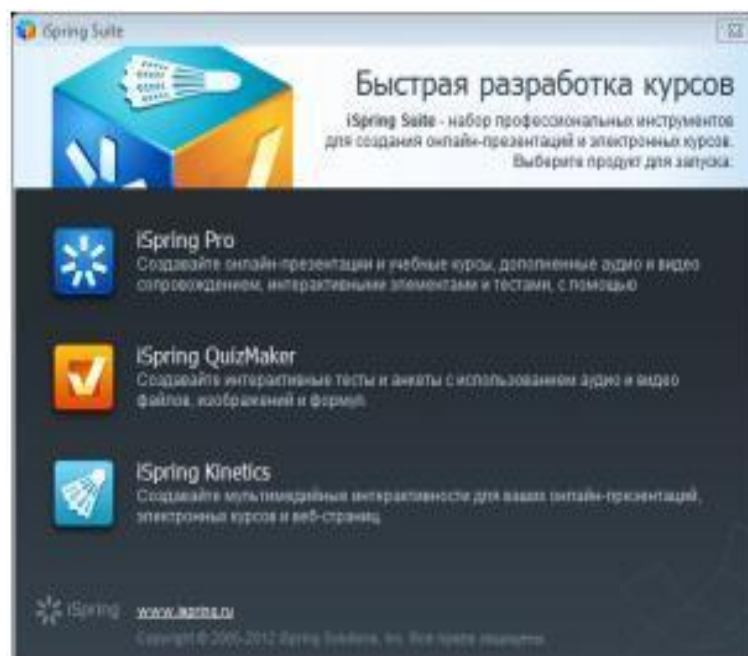 iSpring Suite
Быстрая разработка курсов
iSpring Suite - набор профессиональных инструментов
для создания онлайн-презентаций и электронных курсов.
Выберите продукт для запуска:
iSpring Pro
Создавайте онлайн-презентации и учебные курсы, дополненные аудио и видео
сопровождением, интерактивными элементами и тестами, с помощью
iSpring QuizMaker
Создавайте интерактивные тесты и анкеты с использованием аудио и видео
файлов, изображений и формул.
iSpring Kinetics
Создавайте мультимедийные интерактивности для ваших онлайн-презентаций,
электронных курсов и веб-страниц.
iSpring www.ispring.ru
Copyright © 2005-2012 iSpring Solutions, Inc. Все права защищены.